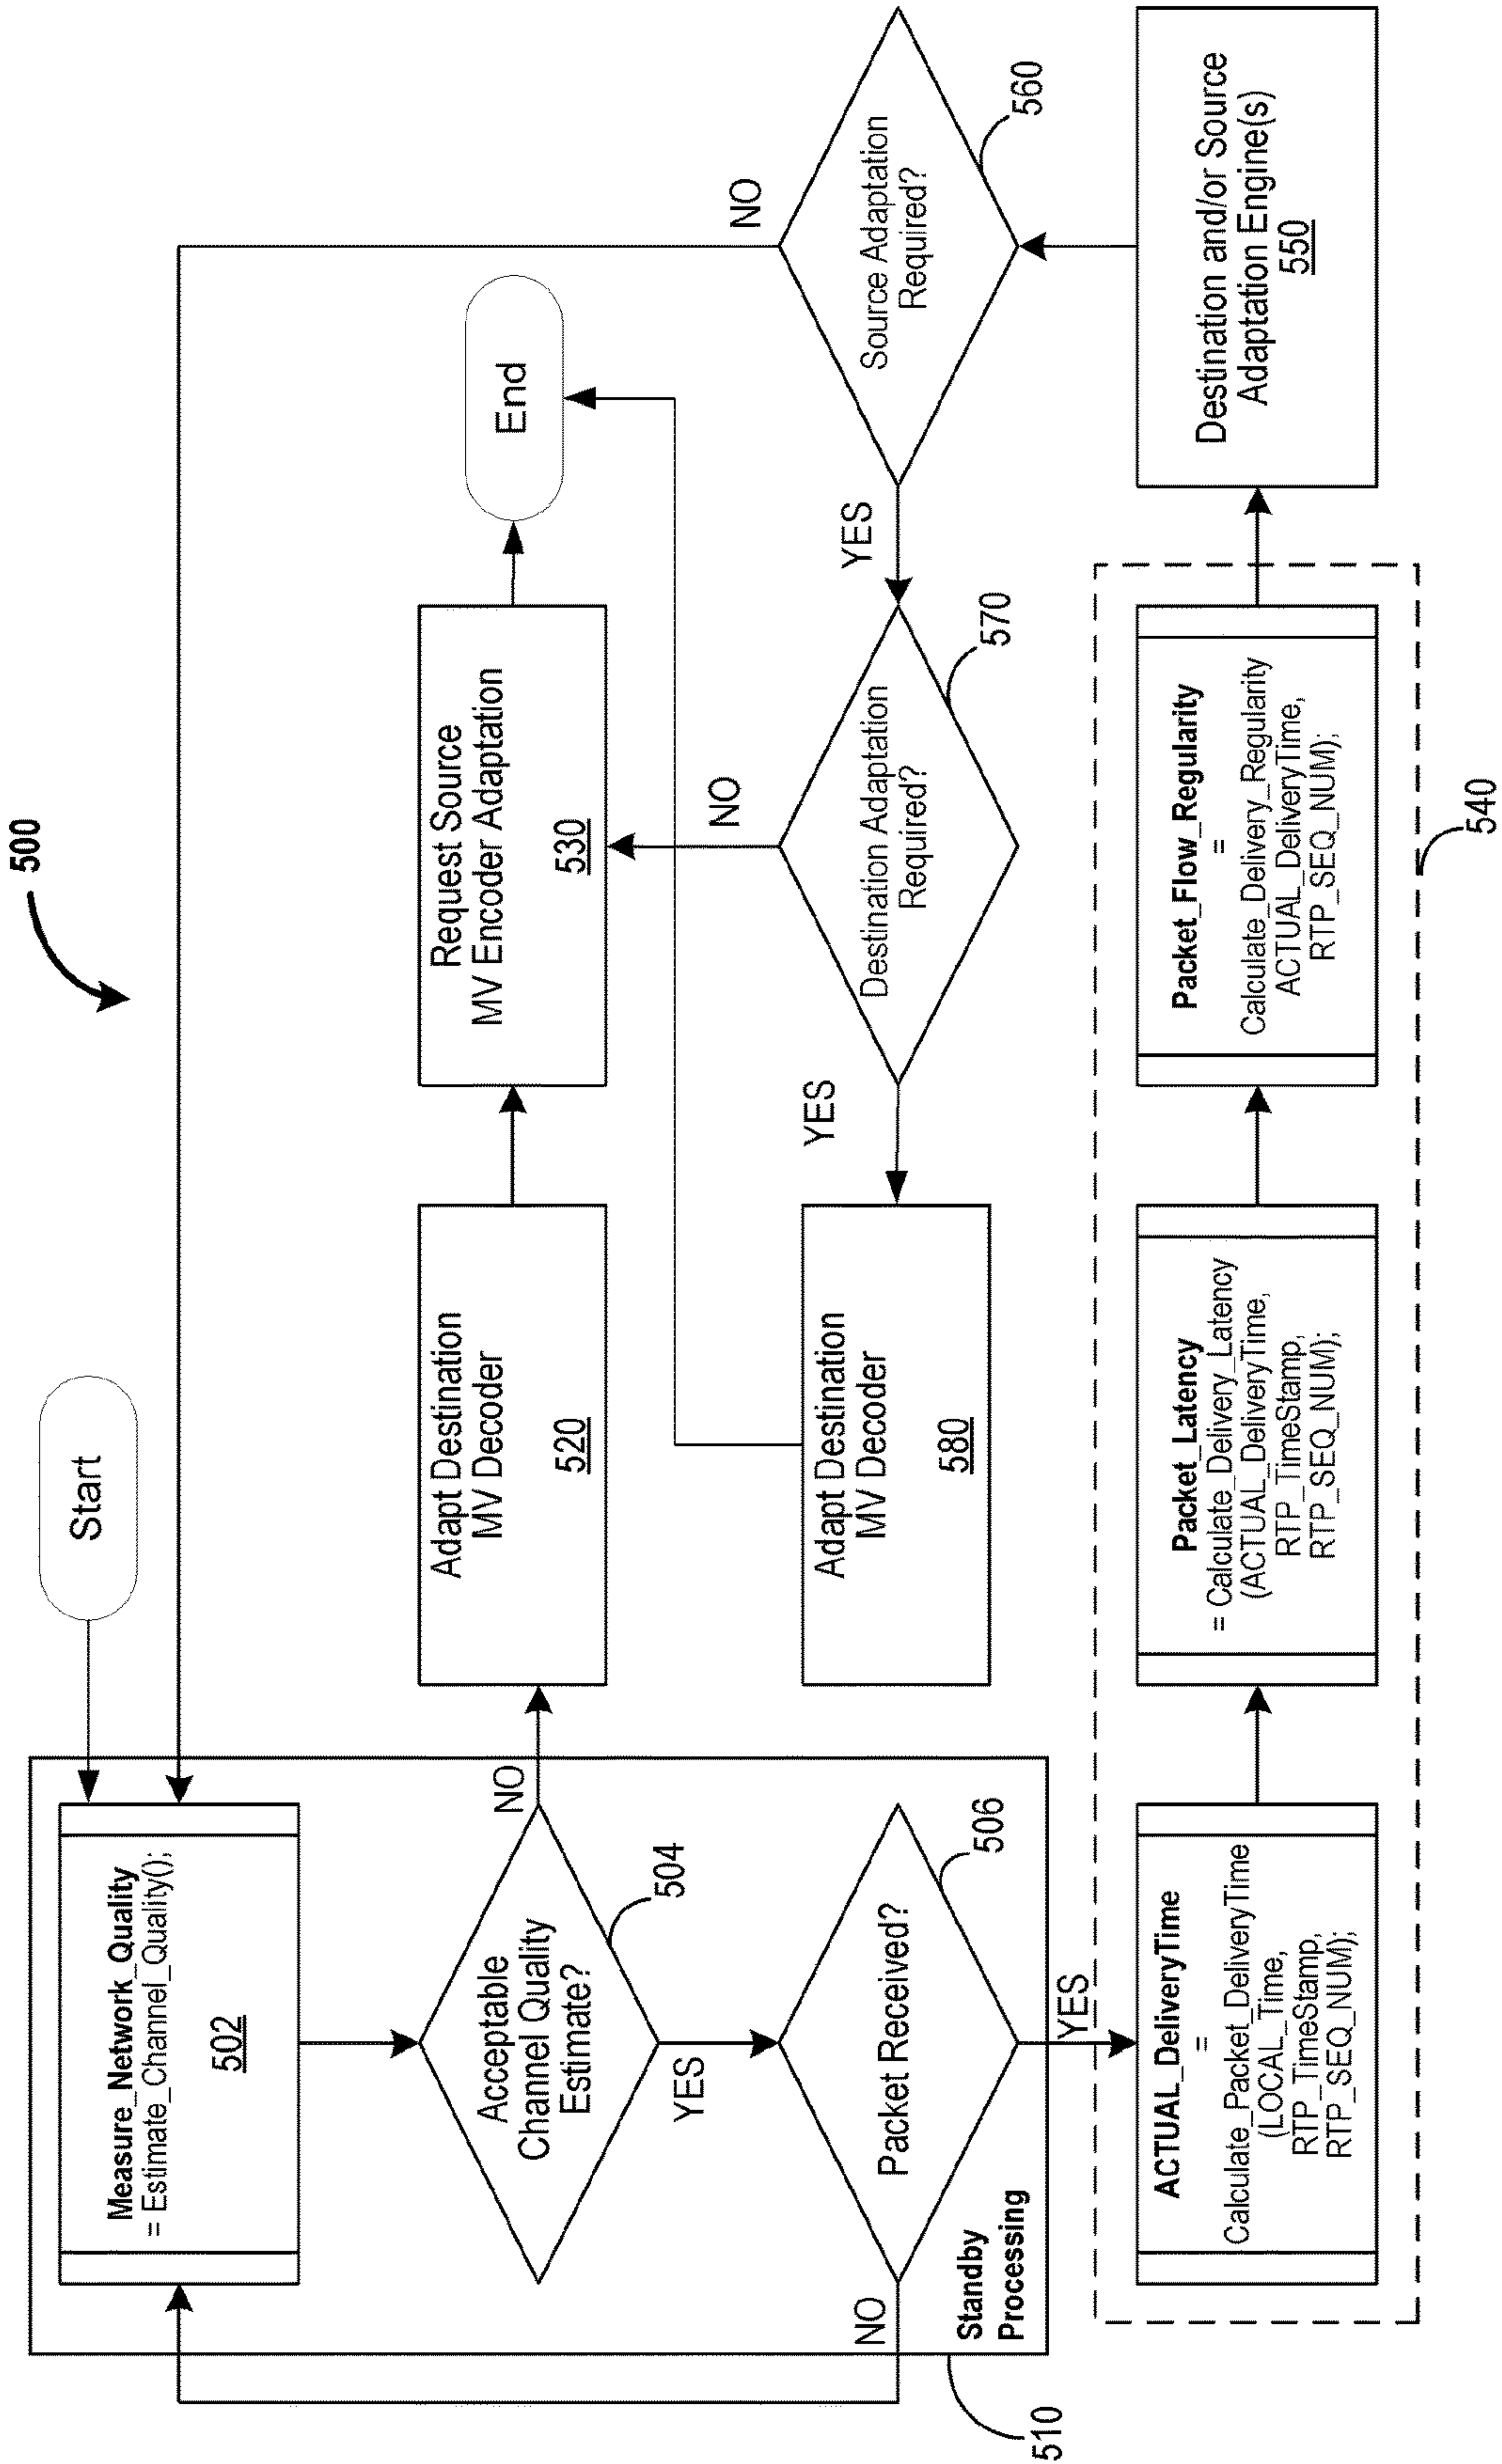 500
Start
Measure_Network_Quality
= Estimate_Channel_Quality();
502
Acceptable
Channel Quality
Estimate?
504
NO
YES
Packet Received?
506
NO
YES
Standby
Processing
510
Adapt Destination
MV Decoder
520
Request Source
MV Encoder Adaptation
530
End
Adapt Destination
MV Decoder
580
YES
Destination Adaptation
Required?
570
NO
YES
Source Adaptation
Required?
560
NO
ACTUAL_DeliveryTime
=
Calculate_Packet_DeliveryTime
(LOCAL_Time,
RTP_TimeStamp,
RTP_SEQ_NUM);
Packet_Latency
= Calculate_Delivery_Latency
(ACTUAL_DeliveryTime,
RTP_TimeStamp,
RTP_SEQ_NUM);
Packet_Flow_Regularity
=
Calculate_Delivery_Regularity
ACTUAL_DeliveryTime,
RTP_SEQ_NUM);
540
Destination and/or Source
Adaptation Engine(s)
550